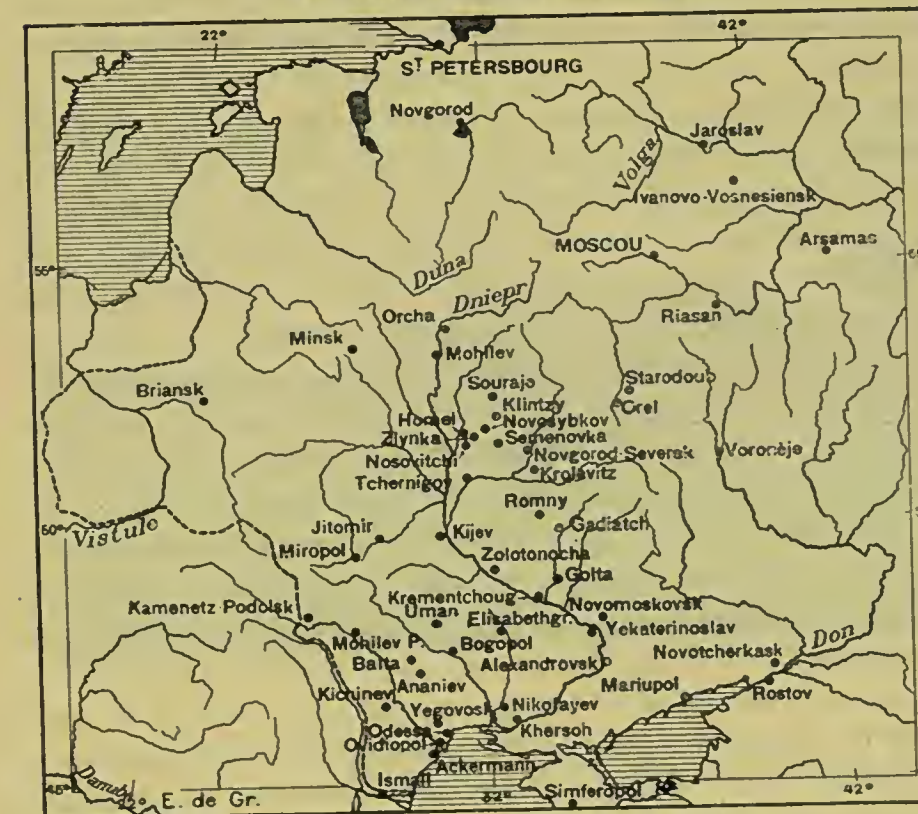 22°
42°
ST PETERSBOURG
Novgorod
Jaroslav
Volga
Ivanovo-Vosnesiensk
Arsamas
MOSCOU
55°
Duna
Dniepr
Orcha
Riasan
Minsk
Mohilev
Briansk
Sourajo
Starodoub
Klintzy
Orel
Homel
Novosybkov
Zlynka
Semenovka
Nosovitchi
Novgorod-Seversk
Voronèje
Tchernigov
Krolevitz
Romny
50°
Vistule
Jitomir
Kijev
Gadiatch
Miropol
Zolotonocha
Golta
Krementchoug
Kamenetz-Podolsk
Uman
Elisabethgr.
Novomoskovsk
Yekaterinoslav
Mohilev P.
Bogopol
Don
Balta
Alexandrovsk
Novotcherkask
Ananiev
Mariupol
Rostov
Kichinev
Yegovosk
Nikolayev
Odessa
Kherson
Ovidiopol
Ackermann
Ismaïl
Danube
45°
E. de Gr.
32°
Simferopol
42°